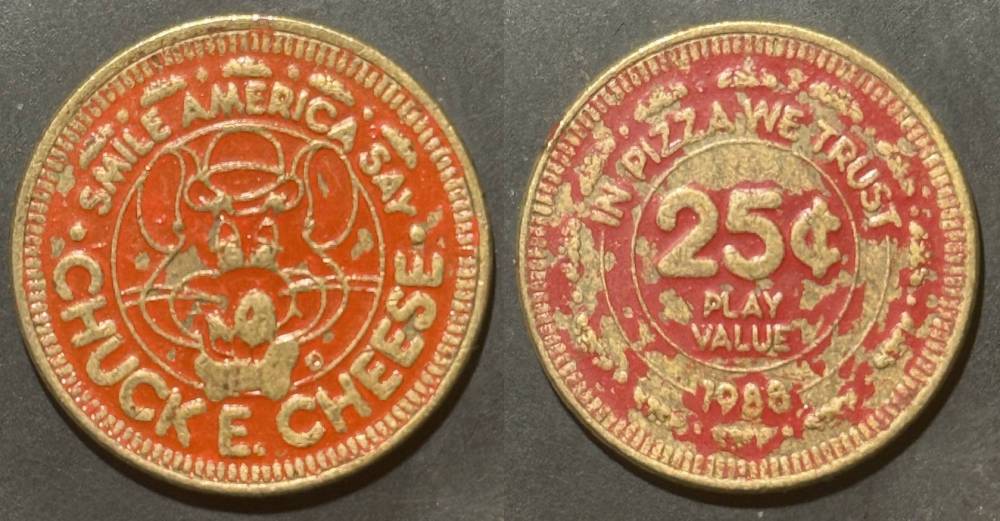 SMILE AMERICA SAY
CHUCK E. CHEESE
IN PIZZA WE TRUST
25¢
PLAY
VALUE
1988